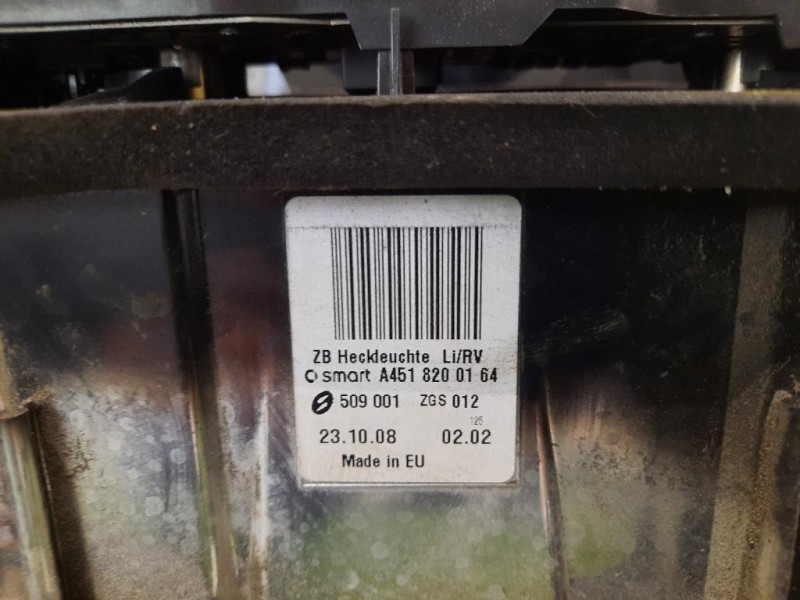 ZB Heckleuchte Li/RV
smart A451 820 01 64
509 001 ZGS 012
125
23.10.08 02.02
Made in EU